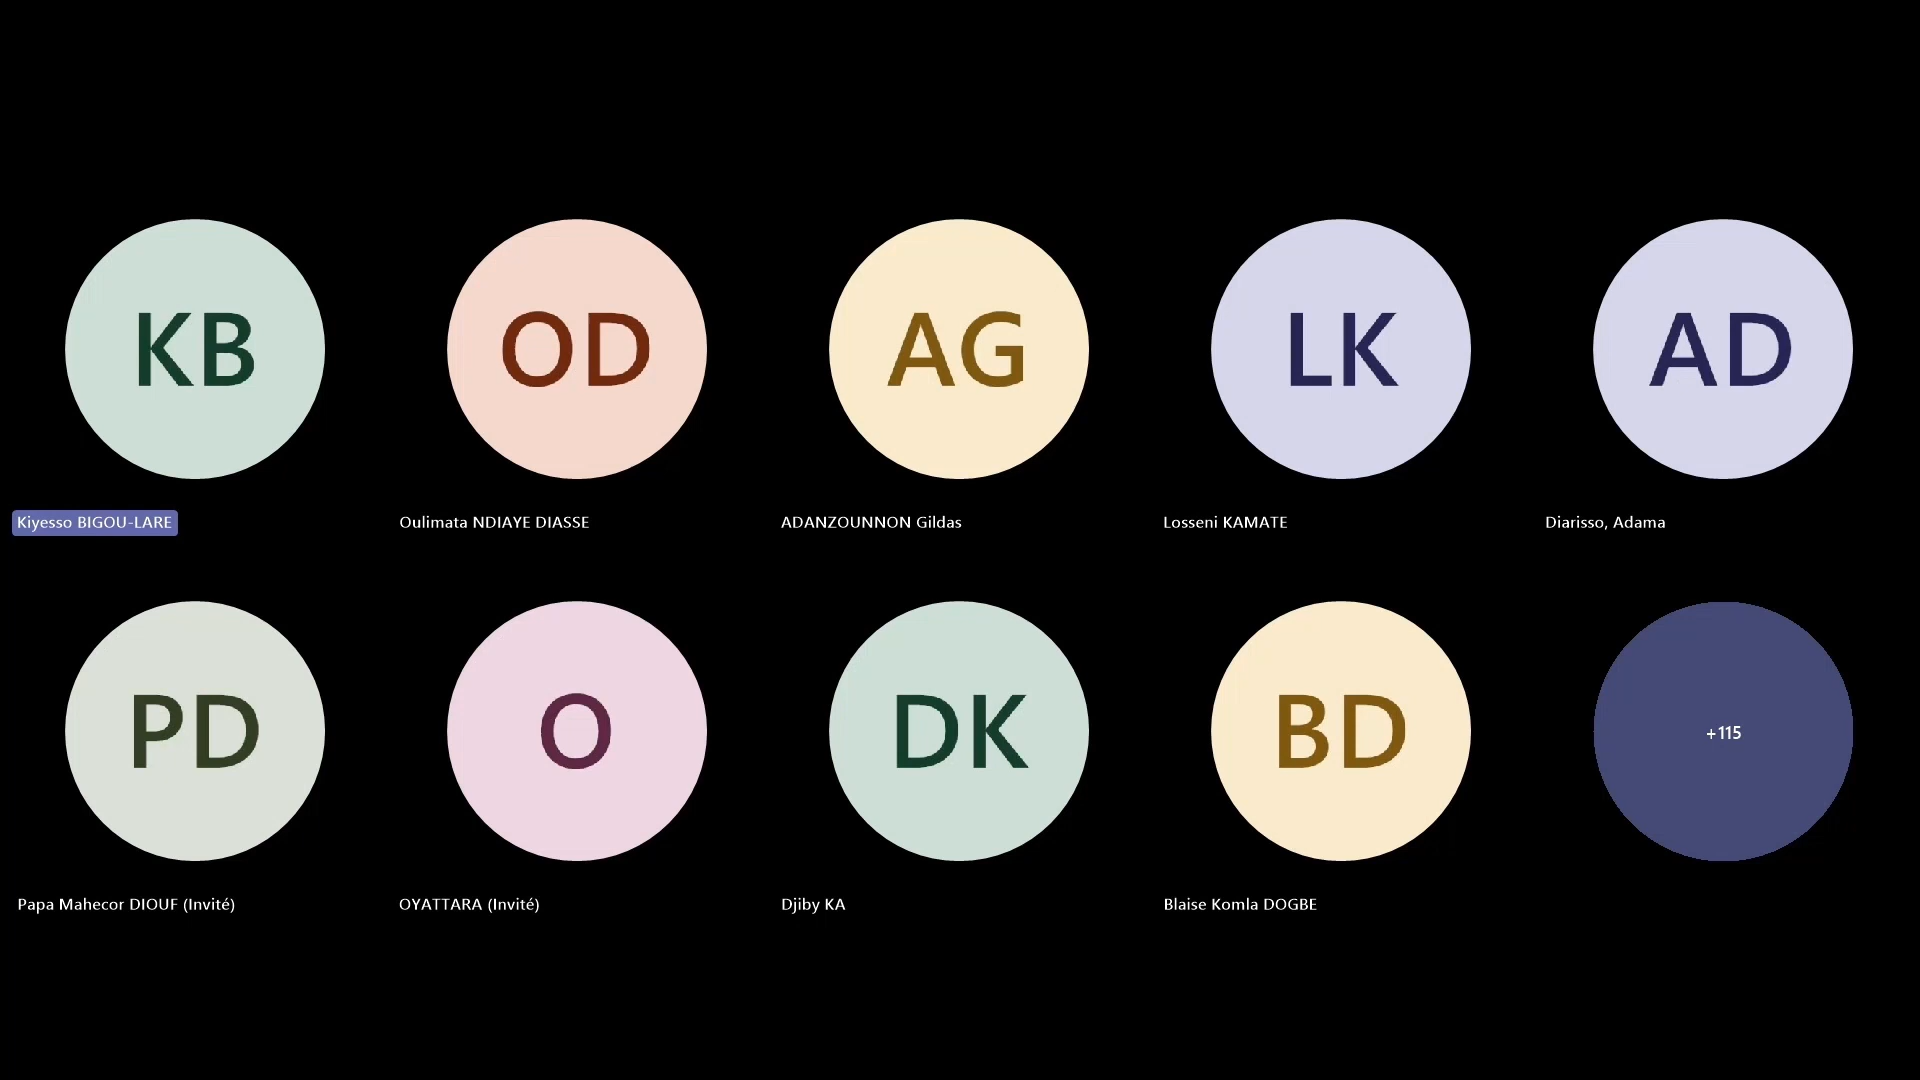 KB
OD
AG
LK
AD
Kiyesso BIGOU-LARE
Oulimata NDIAYE DIASSE
ADANZOUNNON Gildas
Losseni KAMATE
Diarisso, Adama
PD
O
DK
BD
+115
Papa Mahecor DIOUF (Invité)
OYATTARA (Invité)
Djiby KA
Blaise Komla DOGBE